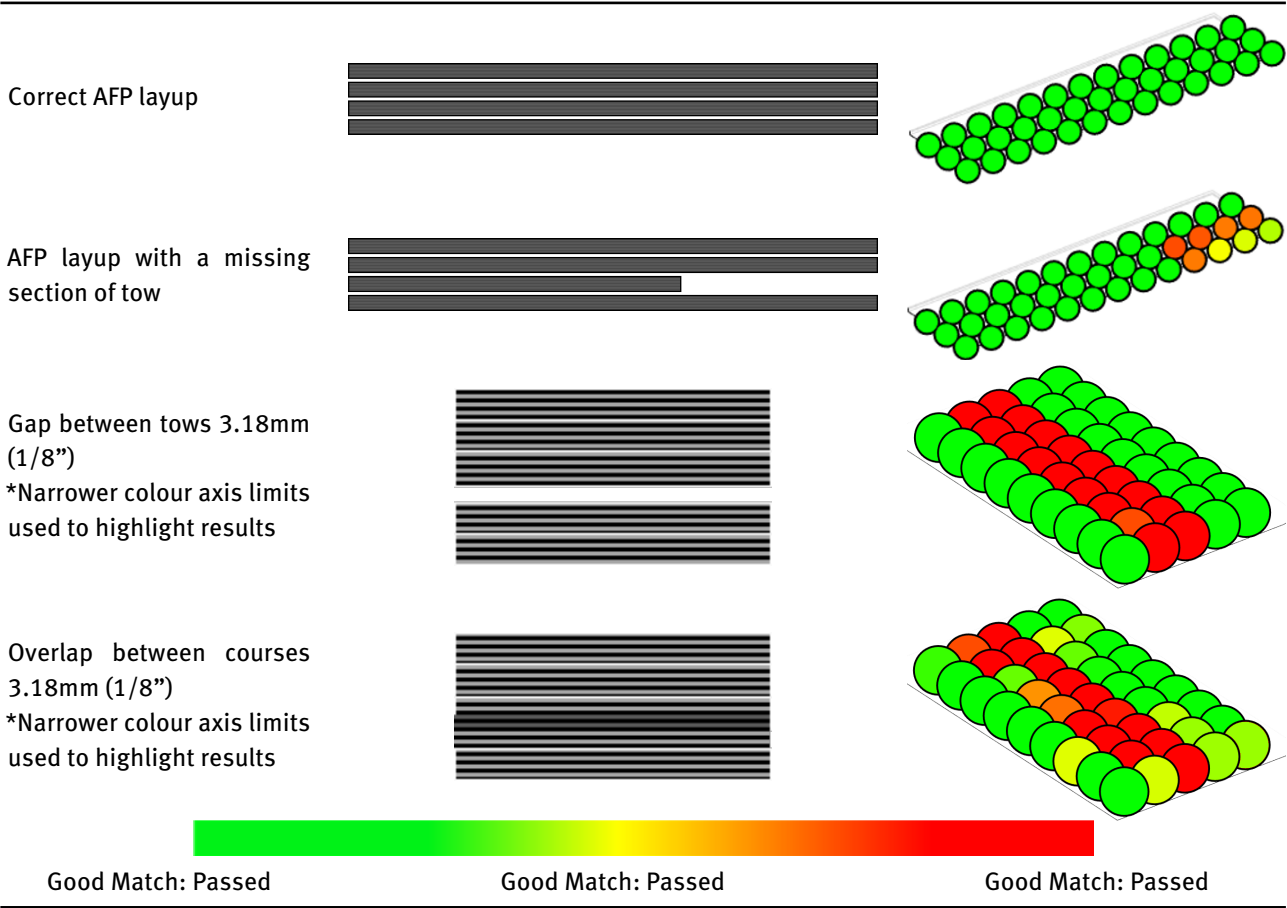 Correct AFP layup
AFP layup with a missing
section of tow
Gap between tows 3.18mm
(1/8”)
*Narrower colour axis limits
used to highlight results
Overlap between courses
3.18mm (1/8”)
*Narrower colour axis limits
used to highlight results
Good Match: Passed Good Match: Passed Good Match: Passed